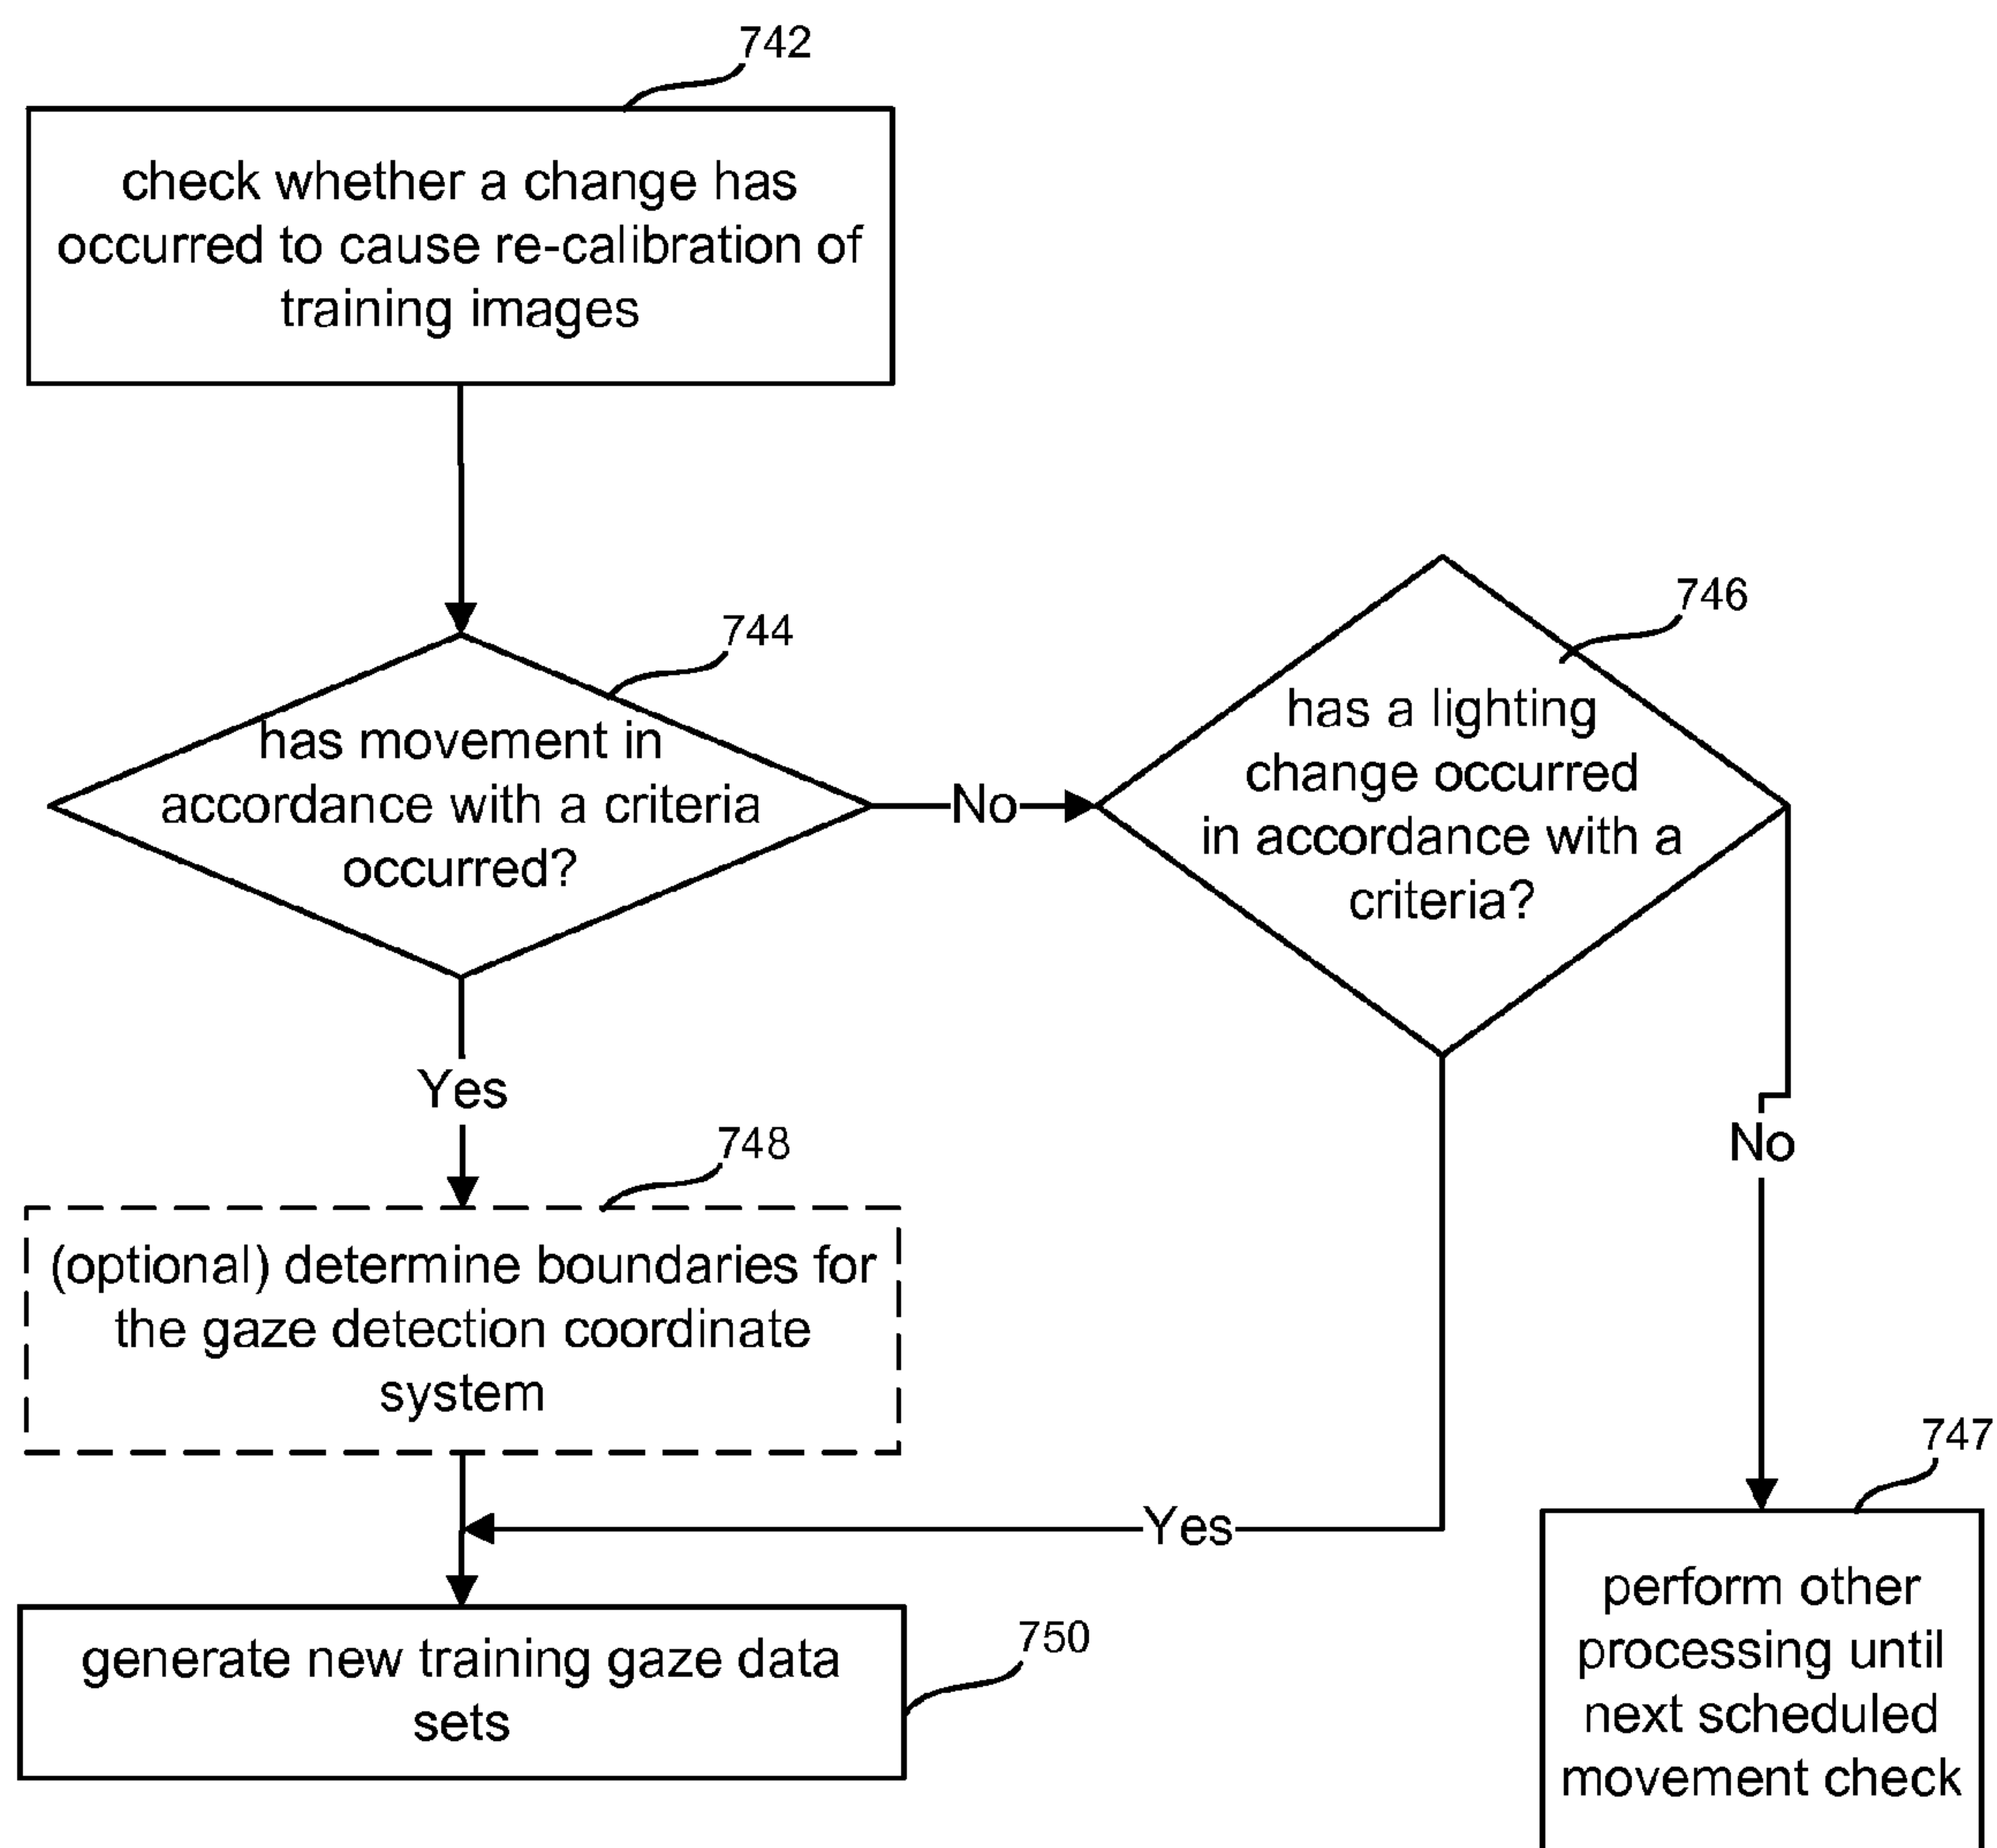 742
check whether a change has
occurred to cause re-calibration of
training images
744
has movement in
accordance with a criteria
occurred?
No
746
has a lighting
change occurred
in accordance with a
criteria?
Yes
No
748
(optional) determine boundaries for
the gaze detection coordinate
system
Yes
747
perform other
processing until
next scheduled
movement check
750
generate new training gaze data
sets